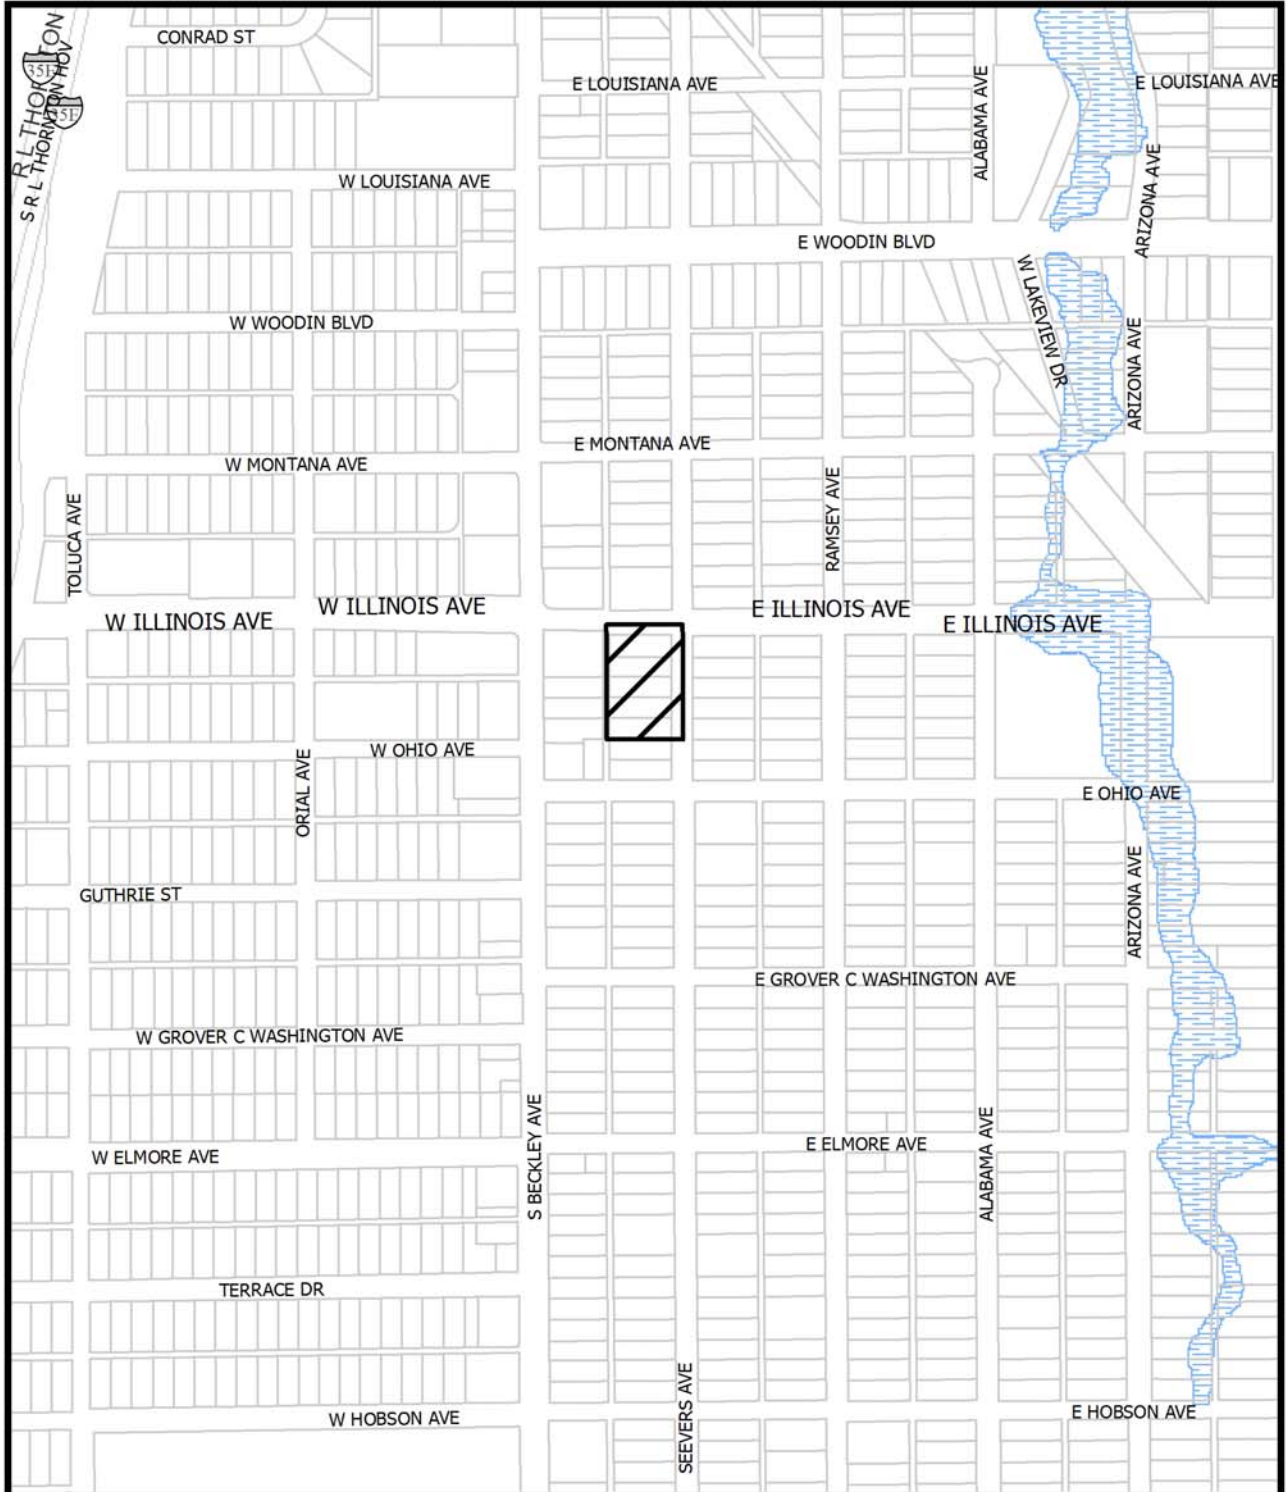 CONRAD ST
R L THORNTON
S R L THORNTON HOV
35E
35E
E LOUISIANA AVE
E LOUISIANA AVE
ALABAMA AVE
ARIZONA AVE
W LOUISIANA AVE
E WOODIN BLVD
W LAKEVIEW DR
W WOODIN BLVD
ARIZONA AVE
E MONTANA AVE
W MONTANA AVE
RAMSEY AVE
TOLUCA AVE
W ILLINOIS AVE
W ILLINOIS AVE
E ILLINOIS AVE
E ILLINOIS AVE
W OHIO AVE
ORIAL AVE
E OHIO AVE
ARIZONA AVE
GUTHRIE ST
E GROVER C WASHINGTON AVE
W GROVER C WASHINGTON AVE
S BECKLEY AVE
ALABAMA AVE
E ELMORE AVE
W ELMORE AVE
TERRACE DR
SEEVERS AVE
W HOBSON AVE
E HOBSON AVE